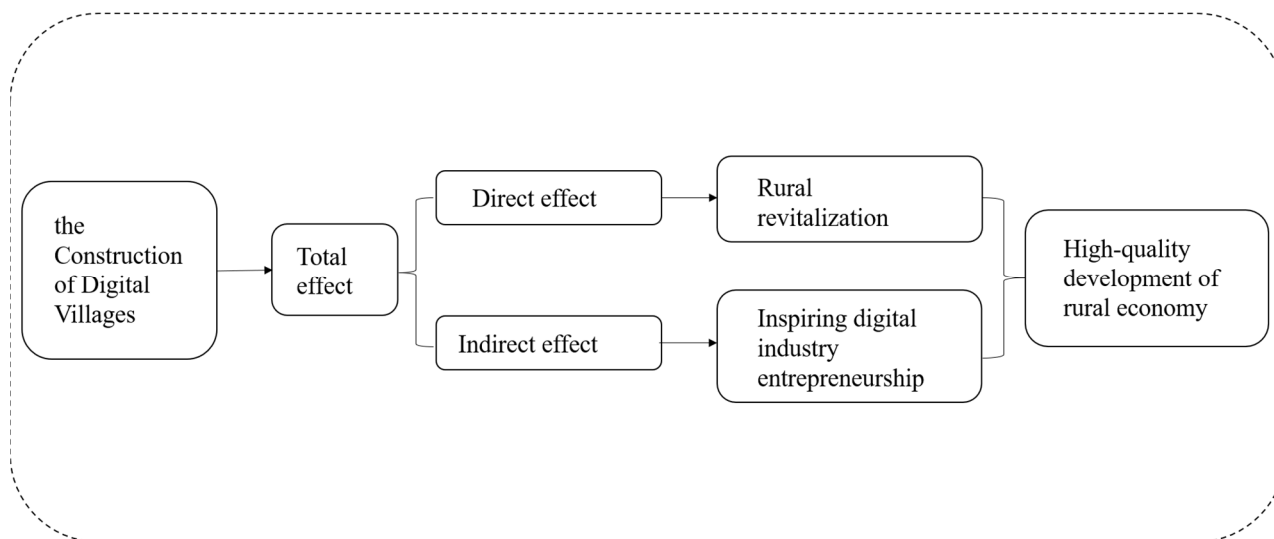 the
Construction
of Digital
Villages
Total
effect
Direct effect
Indirect effect
Rural
revitalization
Inspiring digital
industry
entrepreneurship
High-quality
development of
rural economy